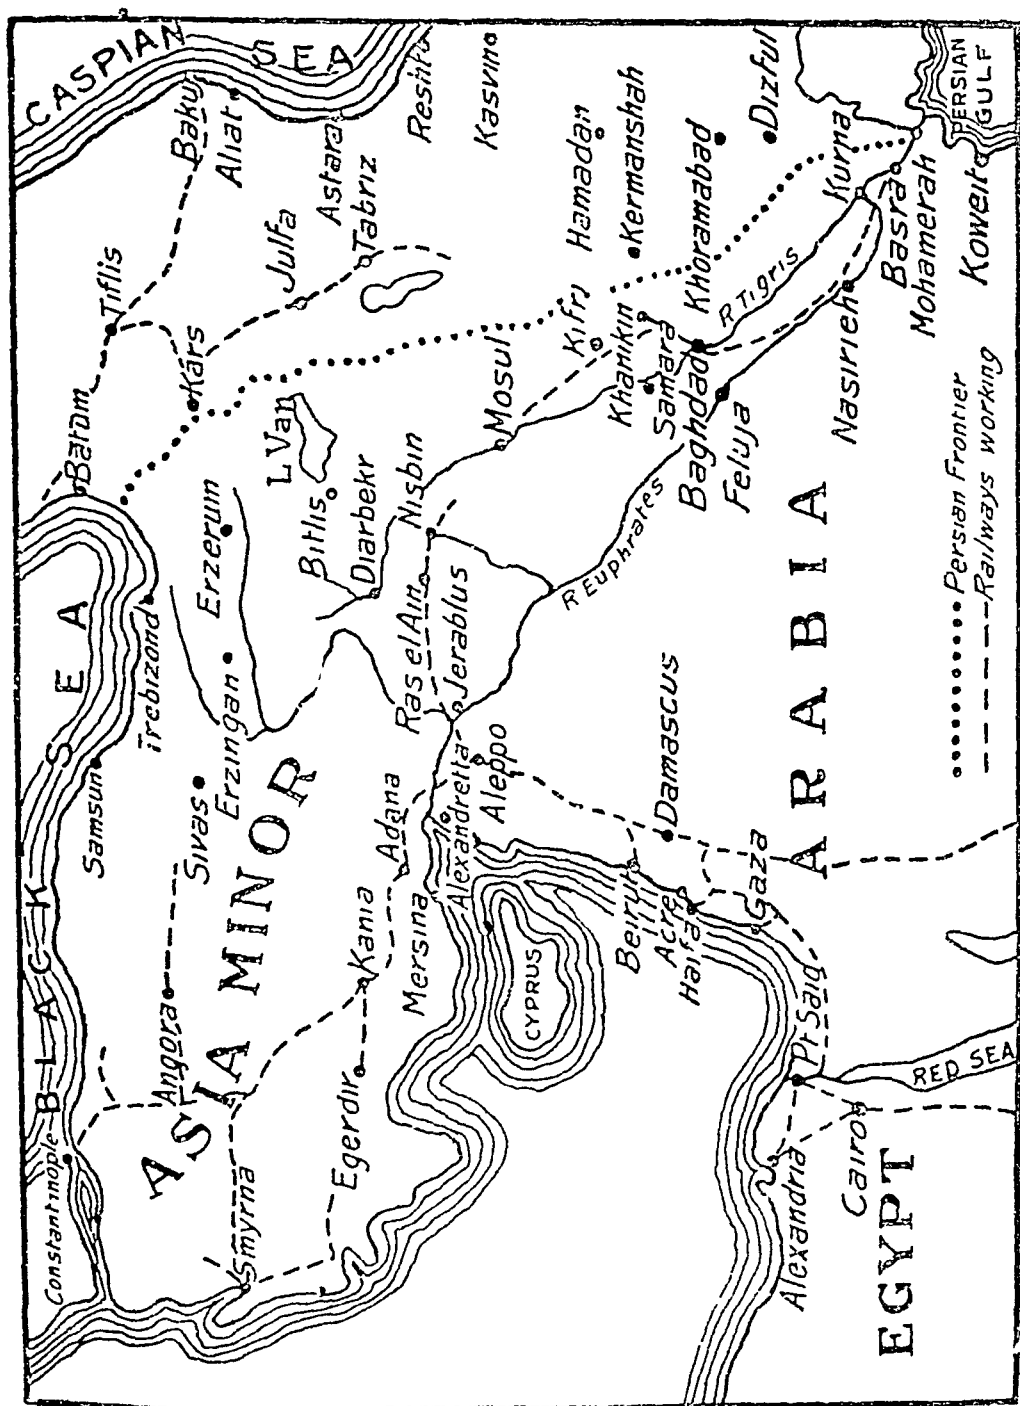 CASPIAN SEA
BLACK SEA
Constantinople
Samsun
Trebizond
Batum
Tiflis
Baku
Aliat
Kars
Julfa
Astara
Tabriz
Kasvin
Angora
Sivas
Erzingan
Erzerum
L Van
Bitlis
Diarbekr
Nisbin
Mosul
Kifri
Hamadan
Kermanshah
Khanikin
Samara
Khoramabad
Dizful
ASIA MINOR
Smyrna
Egerdir
Kania
Adana
Mersina
Alexandretta
Aleppo
Jerablus
Ras el Ain
R Euphrates
R Tigris
Baghdad
Feluja
Kurna
Nasirieh
Basra
Mohamerah
Koweit
PERSIAN
GULF
CYPRUS
Beirut
Damascus
Acre
Haifa
Gaza
ARABIA
Pt Said
Alexandria
Cairo
RED SEA
EGYPT
Persian Frontier
Railways working